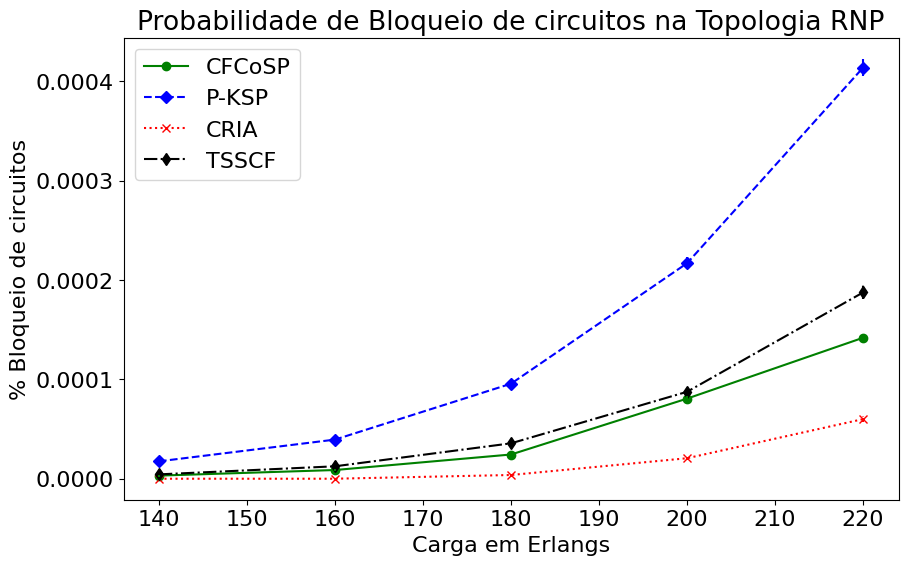 Probabilidade de Bloqueio de circuitos na Topologia RNP
CFCoSP
P-KSP
CRIA
TSSCF
% Bloqueio de circuitos
0.0004
0.0003
0.0002
0.0001
0.0000
140 150 160 170 180 190 200 210 220
Carga em Erlangs